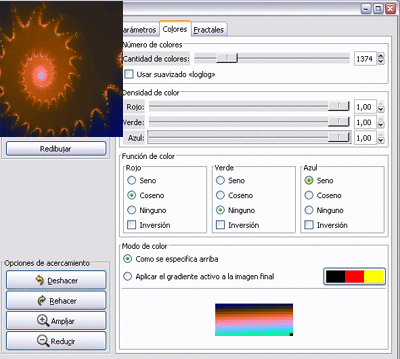 arámetros
Colores
Fractales
Número de colores
Cantidad de colores:
1374
Usar suavizado <loglog>
Densidad de color
Rojo:
1,00
Verde:
1,00
Azul:
1,00
Redibujar
Función de color
Rojo
Verde
Azul
Seno
Seno
Seno
Coseno
Coseno
Coseno
Ninguno
Ninguno
Ninguno
Inversión
Inversión
Inversión
Modo de color
Como se especifica arriba
Aplicar el gradiente activo a la imagen final
Opciones de acercamiento
Deshacer
Rehacer
Ampliar
Reducir